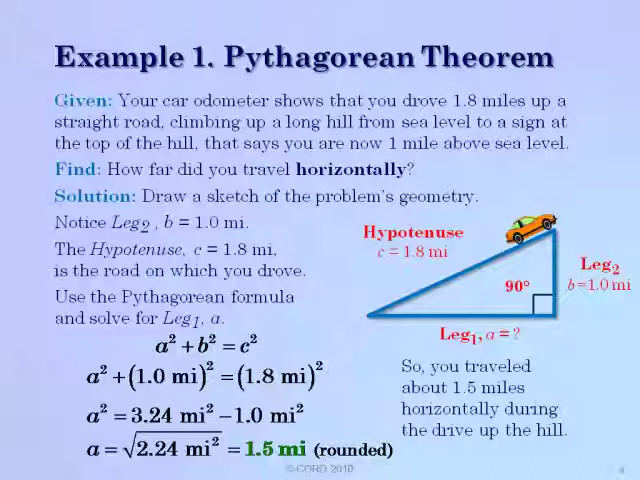 Example 1. Pythagorean Theorem
Given: Your car odometer shows that you drove 1.8 miles up a
straight road, climbing up a long hill from sea level to a sign at
the top of the hill, that says you are now 1 mile above sea level.
Find: How far did you travel horizontally?
Solution: Draw a sketch of the problem's geometry.
Notice Leg₂ , b = 1.0 mi.
The Hypotenuse, c = 1.8 mi,
is the road on which you drove.
Use the Pythagorean formula
and solve for Leg₁, a.
a² + b² = c²
a² + (1.0 mi)² = (1.8 mi)²
a² = 3.24 mi² − 1.0 mi²
a = √2.24 mi² = 1.5 mi (rounded)
Hypotenuse
c = 1.8 mi
90°
Leg₂
b=1.0 mi
Leg₁, a = ?
So, you traveled
about 1.5 miles
horizontally during
the drive up the hill.
© CORD 2010